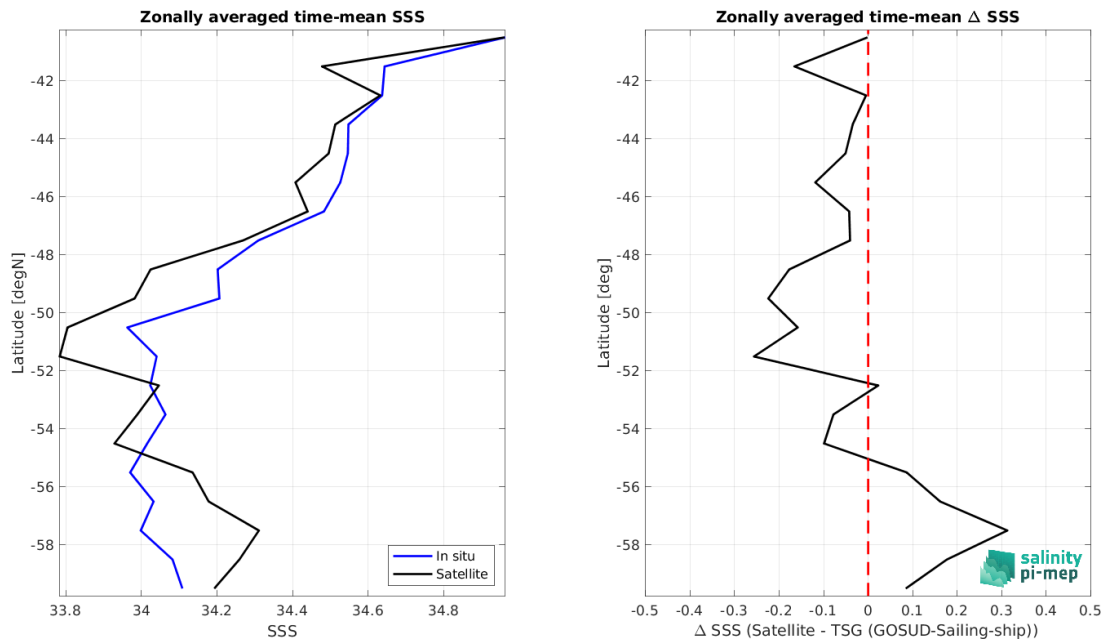 Zonally averaged time-mean SSS
-42
-44
-46
-48
-50
-52
-54
-56
-58
Latitude [degN]
33.8 34 34.2 34.4 34.6 34.8
SSS
In situ
Satellite
Zonally averaged time-mean Δ SSS
-42
-44
-46
-48
-50
-52
-54
-56
-58
Latitude [deg]
-0.5 -0.4 -0.3 -0.2 -0.1 0 0.1 0.2 0.3 0.4 0.5
Δ SSS (Satellite - TSG (GOSUD-Sailing-ship))
salinity
pi-mep